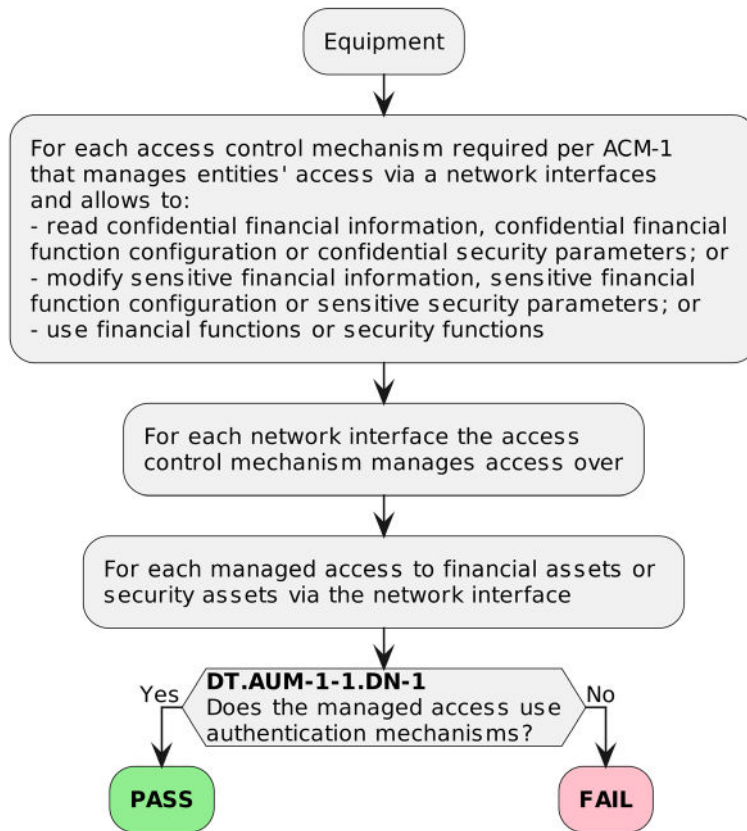 Equipment
For each access control mechanism required per ACM-1
that manages entities' access via a network interfaces
and allows to:
- read confidential financial information, confidential financial
function configuration or confidential security parameters; or
- modify sensitive financial information, sensitive financial
function configuration or sensitive security parameters; or
- use financial functions or security functions
For each network interface the access
control mechanism manages access over
For each managed access to financial assets or
security assets via the network interface
DT.AUM-1-1.DN-1
Does the managed access use
authentication mechanisms?
Yes
No
PASS
FAIL